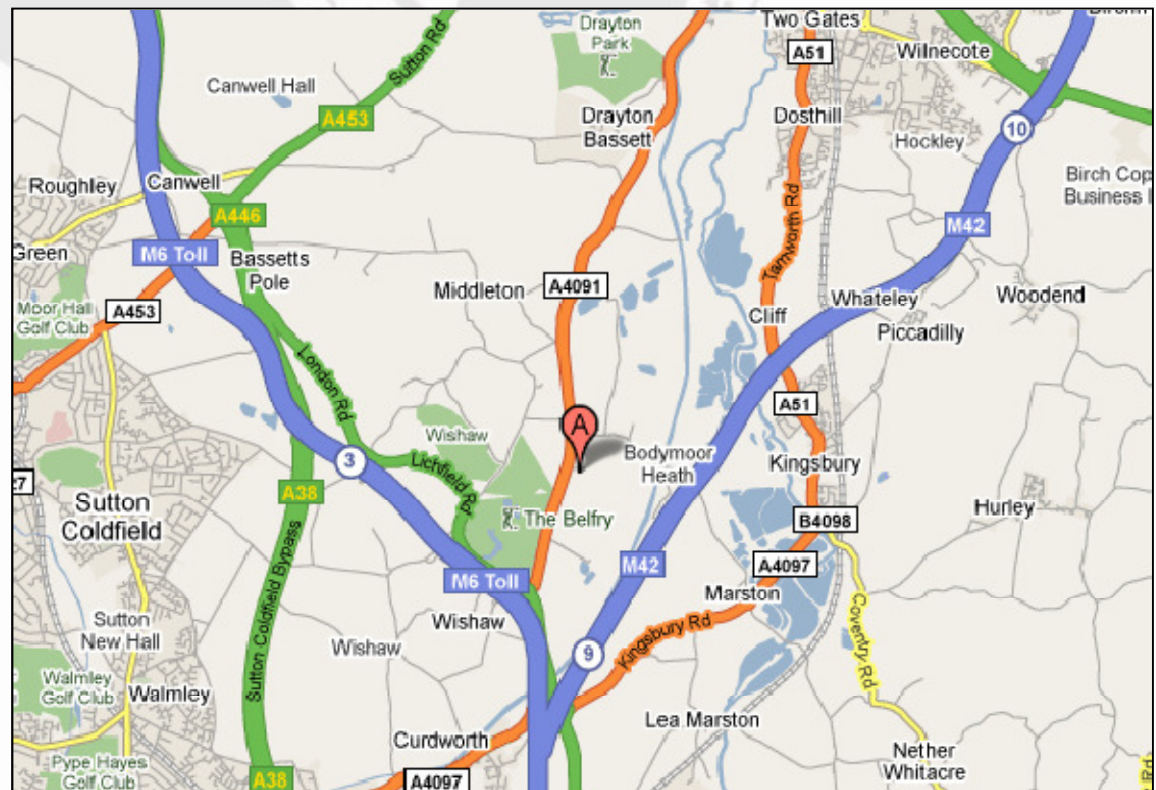 Drayton
Park
Two Gates
A51
Willnecote
Sutton Rd
Canwell Hall
A453
Drayton
Bassett
Dosthill
10
Hockley
Roughley
Canwell
A446
M42
Green
M6 Toll
Bassetts
Pole
Tamworth Rd
Middleton
A4091
Whateley
Woodend
Moor Hall
Golf Club
A453
Cliff
Piccadilly
London Rd
A51
Wishaw
A
Bodymoor
Heath
Kingsbury
3
Lichfield Rd
A38
Sutton
Coldfield
The Belfry
B4098
Hurley
M6 Toll
M42
A4097
Marston
Sutton Coldfield Bypass
Sutton
New Hall
Wishaw
Wishaw
Kingsbury Rd
9
Coventry Rd
Walmley
Golf Club
Walmley
Lea Marston
Curdworth
Nether
Whitacre
Pype Hayes
Golf Club
A38
A4097